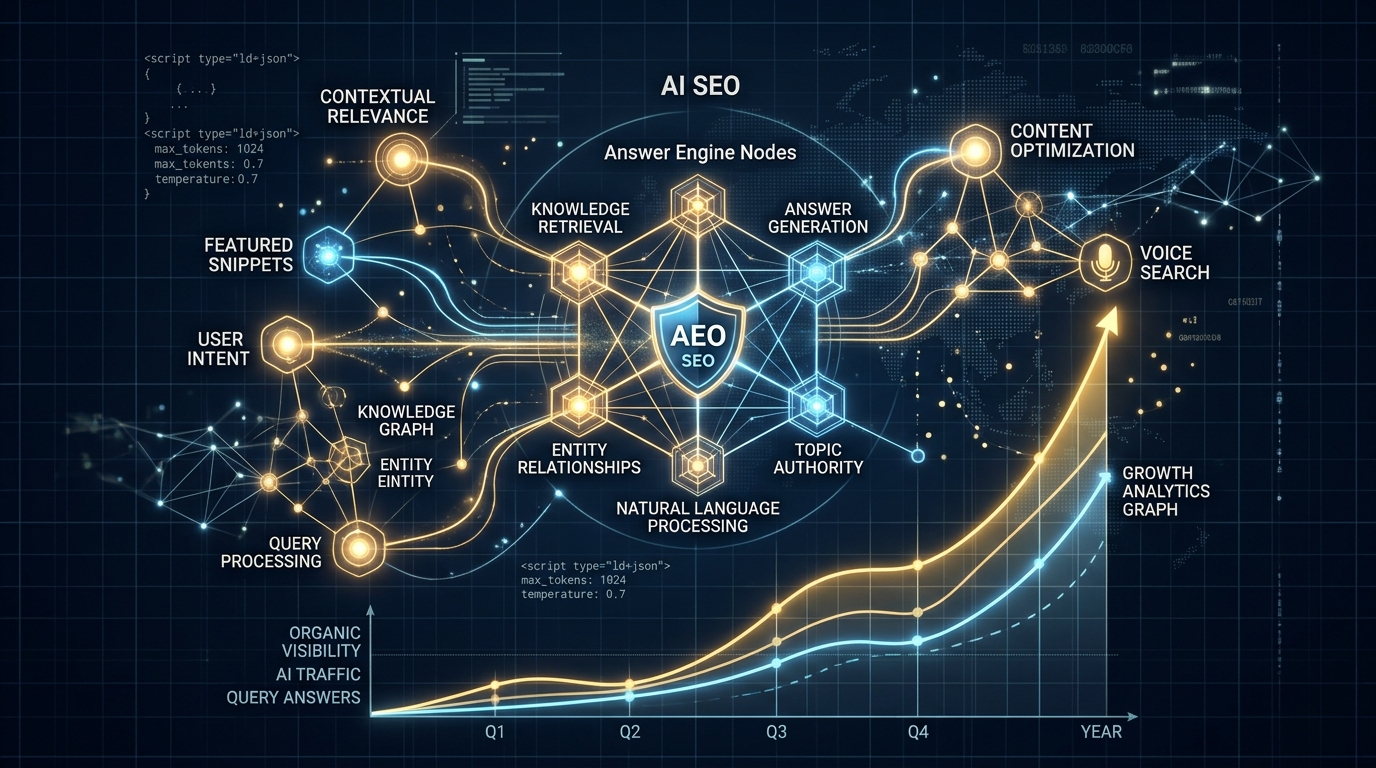 <script type="ld+json">
{
{ ... }
...
}
<script type="ld+json">
max_tokens: 1024
max_tokents: 0.7
temperature: 0.7
}
AI SEO
CONTEXTUAL
RELEVANCE
Answer Engine Nodes
CONTENT
OPTIMIZATION
KNOWLEDGE
RETRIEVAL
ANSWER
GENERATION
FEATURED
SNIPPETS
VOICE
SEARCH
AEO
SEO
USER
INTENT
KNOWLEDGE
GRAPH
ENTITY
EINTITY
ENTITY
RELATIONSHIPS
TOPIC
AUTHORITY
NATURAL LANGUAGE
PROCESSING
GROWTH
ANALYTICS
GRAPH
QUERY
PROCESSING
<script type="ld+json">
max_tokens: 1024
temperature: 0.7
ORGANIC
VISIBILITY
AI TRAFFIC
QUERY ANSWERS
Q1
Q2
Q3
Q4
YEAR